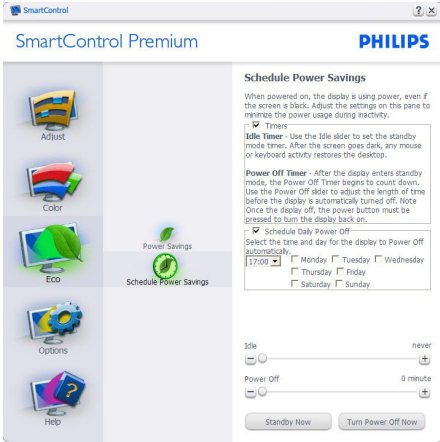 SmartControl
SmartControl Premium
PHILIPS
Adjust
Color
Eco
Options
Help
Power Savings
Schedule Power Savings
Schedule Power Savings
When powered on, the display is using power, even if
the screen is black. Adjust the settings on this pane to
minimize the power usage during inactivity.
Timers
Idle Timer - Use the Idle slider to set the standby
mode timer. After the screen goes dark, any mouse
or keyboard activity restores the desktop.
Power Off Timer - After the display enters standby
mode, the Power Off Timer begins to count down.
Use the Power Off slider to adjust the length of time
before the display is automatically turned off. Note
Once the display off, the power button must be
pressed to turn the display back on.
Schedule Daily Power Off
Select the time and day for the display to Power Off
automatically.
17:00 Monday Tuesday Wednesday
Thursday Friday
Saturday Sunday
Idle never
Power Off 0 minute
Standby Now Turn Power Off Now